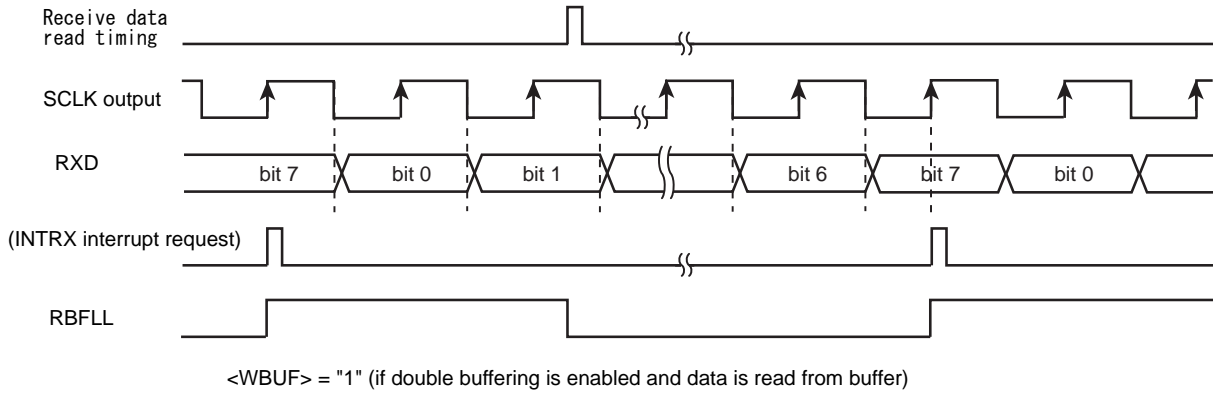 Receive data
read timing
SCLK output
RXD
bit 7
bit 0
bit 1
bit 6
bit 7
bit 0
(INTRX interrupt request)
RBFLL
<WBUF> = "1" (if double buffering is enabled and data is read from buffer)